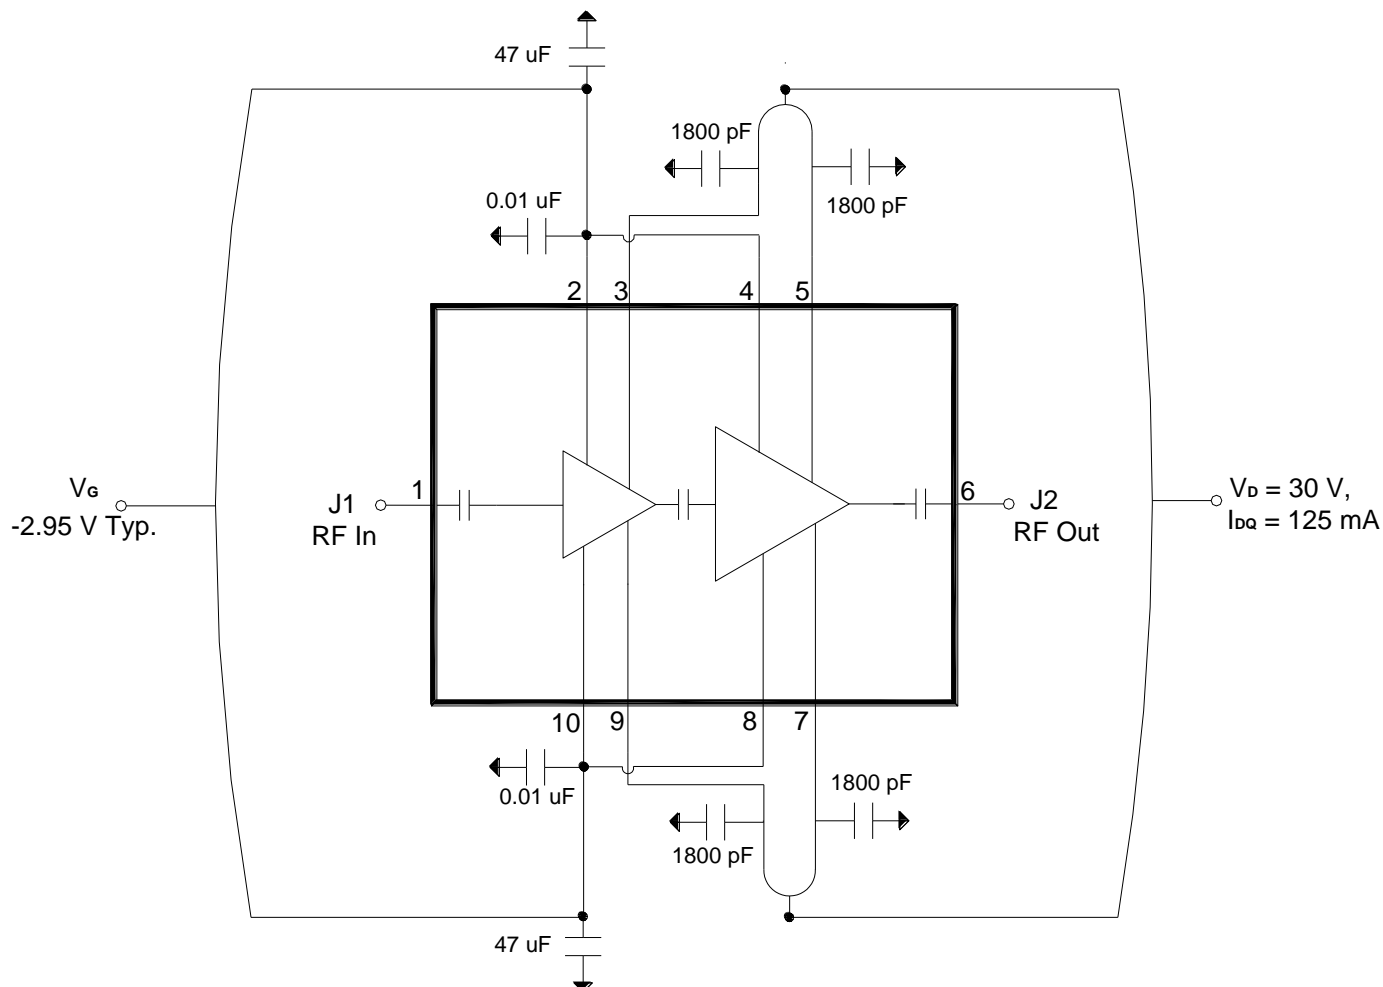 47 uF
1800 pF
0.01 uF
1800 pF
2
3
4
5
VG
-2.95 V Typ.
J1
RF In
1
6
J2
RF Out
VD = 30 V,
IDQ = 125 mA
10
9
8
7
0.01 uF
1800 pF
1800 pF
47 uF